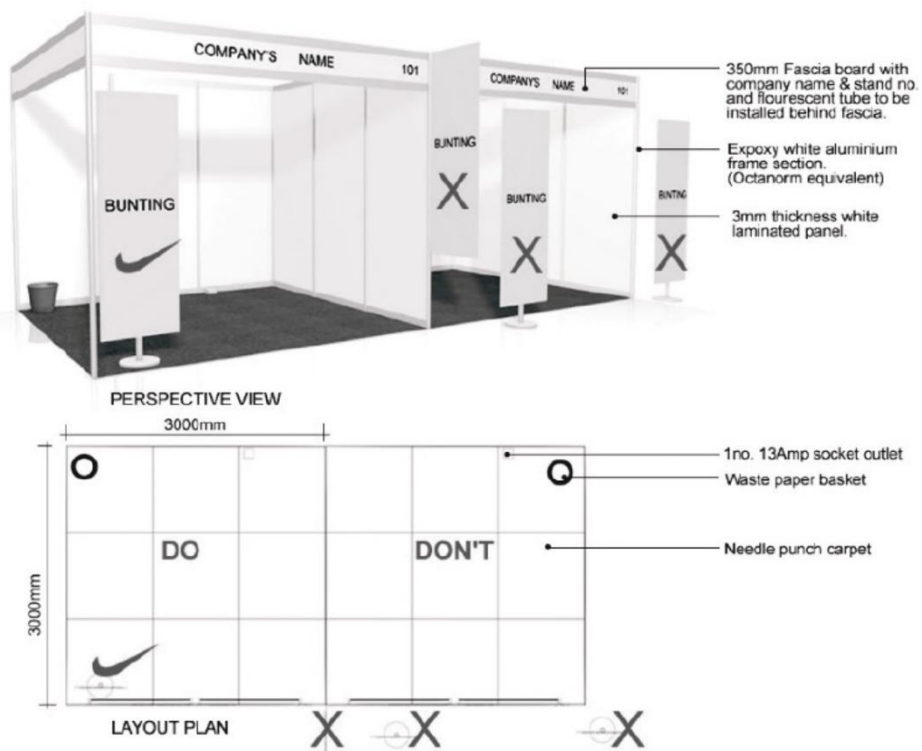 COMPANY'S NAME 101
COMPANY'S NAME 101
BUNTING
BUNTING
X
BUNTING
X
BUNTING
X
350mm Fascia board with
company name & stand no.
and flourescent tube to be
installed behind fascia.
Expoxy white aluminium
frame section.
(Octanorm equivalent)
3mm thickness white
laminated panel.
PERSPECTIVE VIEW
3000mm
3000mm
DO
DON'T
1no. 13Amp socket outlet
Waste paper basket
Needle punch carpet
LAYOUT PLAN
X X X